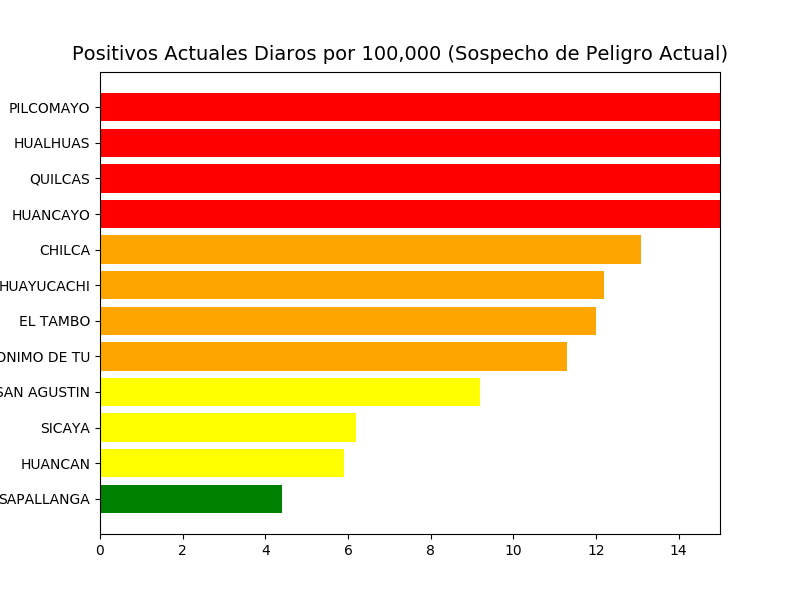 Positivos Actuales Diaros por 100,000 (Sospecho de Peligro Actual)
PILCOMAYO
HUALHUAS
QUILCAS
HUANCAYO
CHILCA
HUAYUCACHI
EL TAMBO
ONIMO DE TU
SAN AGUSTIN
SICAYA
HUANCAN
SAPALLANGA
0 2 4 6 8 10 12 14